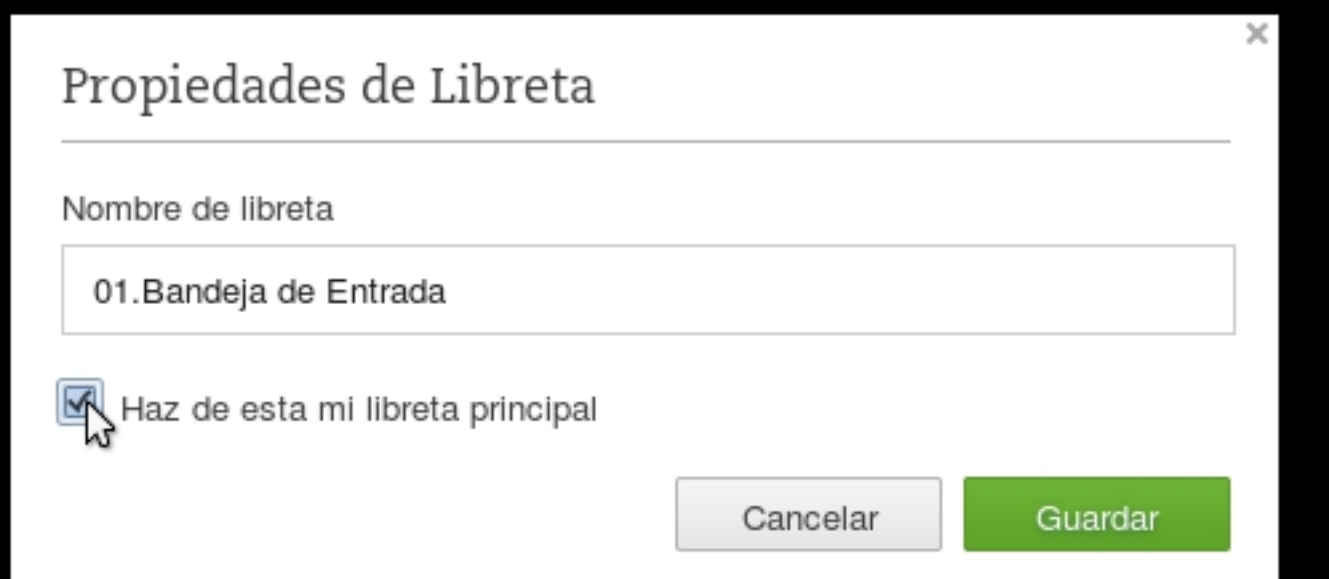 Propiedades de Libreta
Nombre de libreta
01.Bandeja de Entrada
Haz de esta mi libreta principal
Cancelar
Guardar